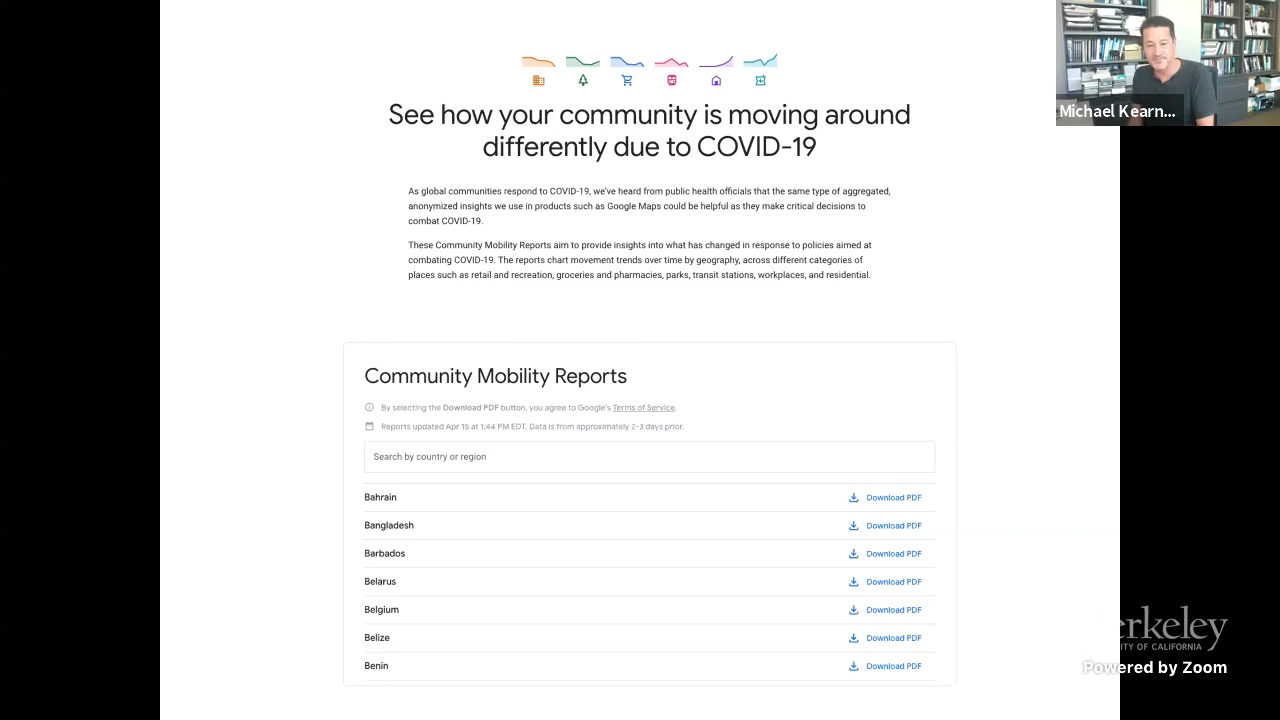 Michael Kearn...
See how your community is moving around
differently due to COVID-19
As global communities respond to COVID-19, we've heard from public health officials that the same type of aggregated,
anonymized insights we use in products such as Google Maps could be helpful as they make critical decisions to
combat COVID-19.
These Community Mobility Reports aim to provide insights into what has changed in response to policies aimed at
combating COVID-19. The reports chart movement trends over time by geography, across different categories of
places such as retail and recreation, groceries and pharmacies, parks, transit stations, workplaces, and residential.
Community Mobility Reports
By selecting the Download PDF button, you agree to Google's Terms of Service.
Reports updated Apr 15 at 1:44 PM EDT. Data is from approximately 2-3 days prior.
Search by country or region
Bahrain Download PDF
Bangladesh Download PDF
Barbados Download PDF
Belarus Download PDF
Belgium Download PDF
Belize Download PDF
Benin Download PDF
erkeley
ITY OF CALIFORNIA
Powered by Zoom